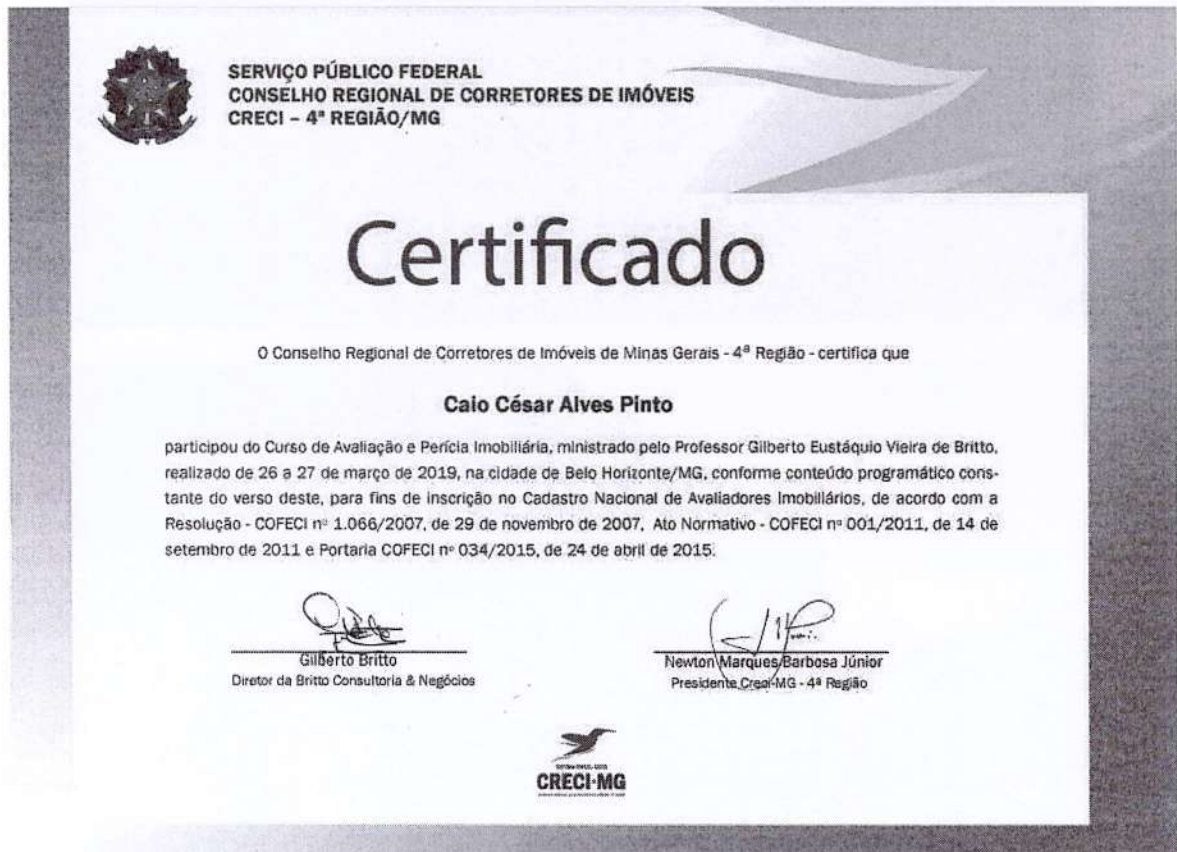 SERVIÇO PÚBLICO FEDERAL
CONSELHO REGIONAL DE CORRETORES DE IMÓVEIS
CRECI – 4ª REGIÃO/MG
Certificado
O Conselho Regional de Corretores de Imóveis de Minas Gerais - 4ª Região - certifica que
Caio César Alves Pinto
participou do Curso de Avaliação e Perícia Imobiliária, ministrado pelo Professor Gilberto Eustáquio Vieira de Britto,
realizado de 26 a 27 de março de 2019, na cidade de Belo Horizonte/MG, conforme conteúdo programático cons-
tante do verso deste, para fins de inscrição no Cadastro Nacional de Avaliadores Imobiliários, de acordo com a
Resolução - COFECI nº 1.066/2007, de 29 de novembro de 2007, Ato Normativo - COFECI nº 001/2011, de 14 de
setembro de 2011 e Portaria COFECI nº 034/2015, de 24 de abril de 2015.
Gilberto Britto
Diretor da Britto Consultoria & Negócios
Newton Marques Barbosa Júnior
Presidente Creci-MG - 4ª Região
CRECI-MG